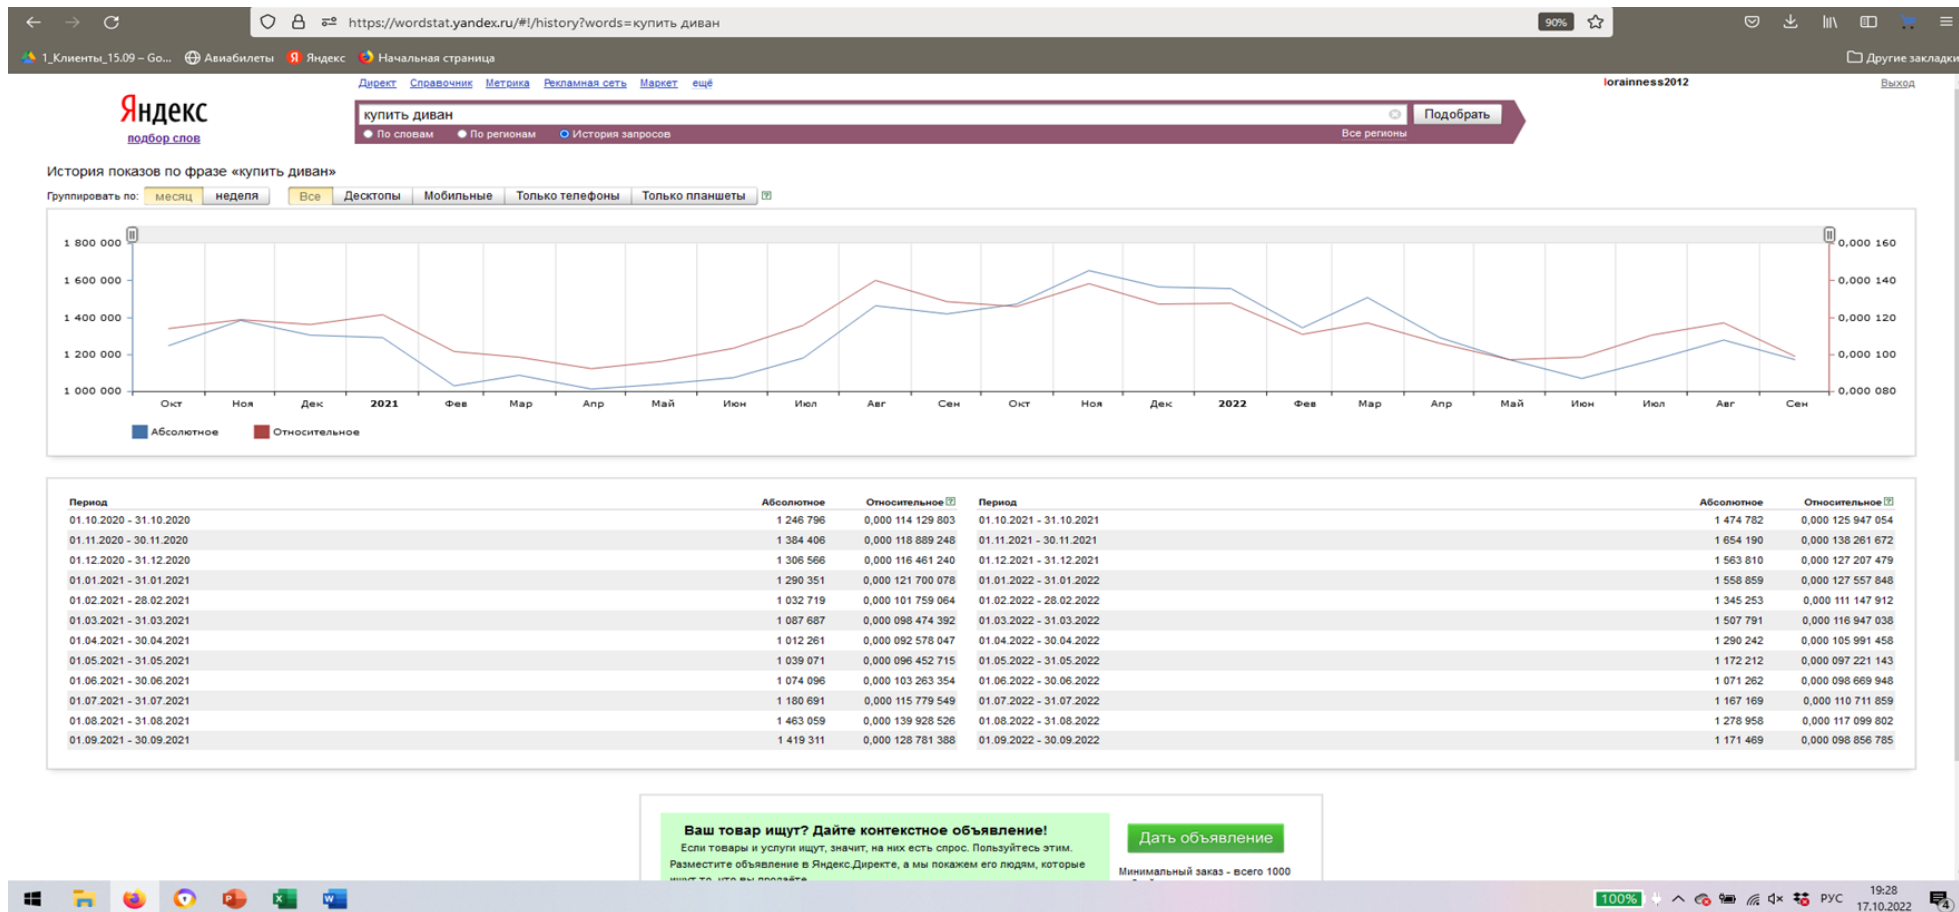 https://wordstat.yandex.ru/#!/history?words=купить диван
90%
1_Клиенты_15.09 – Go... Авиабилеты Яндекс Начальная страница Другие закладки
Директ Справочник Метрика Рекламная сеть Маркет ещё lorainness2012 Выход
Яндекс
подбор слов
купить диван Подобрать
По словам По регионам История запросов Все регионы
История показов по фразе «купить диван»
Группировать по: месяц неделя Все Десктопы Мобильные Только телефоны Только планшеты
1 800 000 0,000 160
1 600 000 0,000 140
1 400 000 0,000 120
1 200 000 0,000 100
1 000 000 0,000 080
Окт Ноя Дек 2021 Фев Мар Апр Май Июн Июл Авг Сен Окт Ноя Дек 2022 Фев Мар Апр Май Июн Июл Авг Сен
Абсолютное Относительное
Период Абсолютное Относительное Период Абсолютное Относительное
01.10.2020 - 31.10.2020 1 246 796 0,000 114 129 803 01.10.2021 - 31.10.2021 1 474 782 0,000 125 947 054
01.11.2020 - 30.11.2020 1 384 406 0,000 118 889 248 01.11.2021 - 30.11.2021 1 654 190 0,000 138 261 672
01.12.2020 - 31.12.2020 1 306 566 0,000 116 461 240 01.12.2021 - 31.12.2021 1 563 810 0,000 127 207 479
01.01.2021 - 31.01.2021 1 290 351 0,000 121 700 078 01.01.2022 - 31.01.2022 1 558 859 0,000 127 557 848
01.02.2021 - 28.02.2021 1 032 719 0,000 101 759 064 01.02.2022 - 28.02.2022 1 345 253 0,000 111 147 912
01.03.2021 - 31.03.2021 1 087 687 0,000 098 474 392 01.03.2022 - 31.03.2022 1 507 791 0,000 116 947 038
01.04.2021 - 30.04.2021 1 012 261 0,000 092 578 047 01.04.2022 - 30.04.2022 1 290 242 0,000 105 991 458
01.05.2021 - 31.05.2021 1 039 071 0,000 096 452 715 01.05.2022 - 31.05.2022 1 172 212 0,000 097 221 143
01.06.2021 - 30.06.2021 1 074 096 0,000 103 263 354 01.06.2022 - 30.06.2022 1 071 262 0,000 098 669 948
01.07.2021 - 31.07.2021 1 180 691 0,000 115 779 549 01.07.2022 - 31.07.2022 1 167 169 0,000 110 711 859
01.08.2021 - 31.08.2021 1 463 059 0,000 139 928 526 01.08.2022 - 31.08.2022 1 278 958 0,000 117 099 802
01.09.2021 - 30.09.2021 1 419 311 0,000 128 781 388 01.09.2022 - 30.09.2022 1 171 469 0,000 098 856 785
Ваш товар ищут? Дайте контекстное объявление!
Если товары и услуги ищут, значит, на них есть спрос. Пользуйтесь этим.
Разместите объявление в Яндекс.Директе, а мы покажем его людям, которые
Дать объявление
Минимальный заказ - всего 1000
100% РУС 19:28
17.10.2022